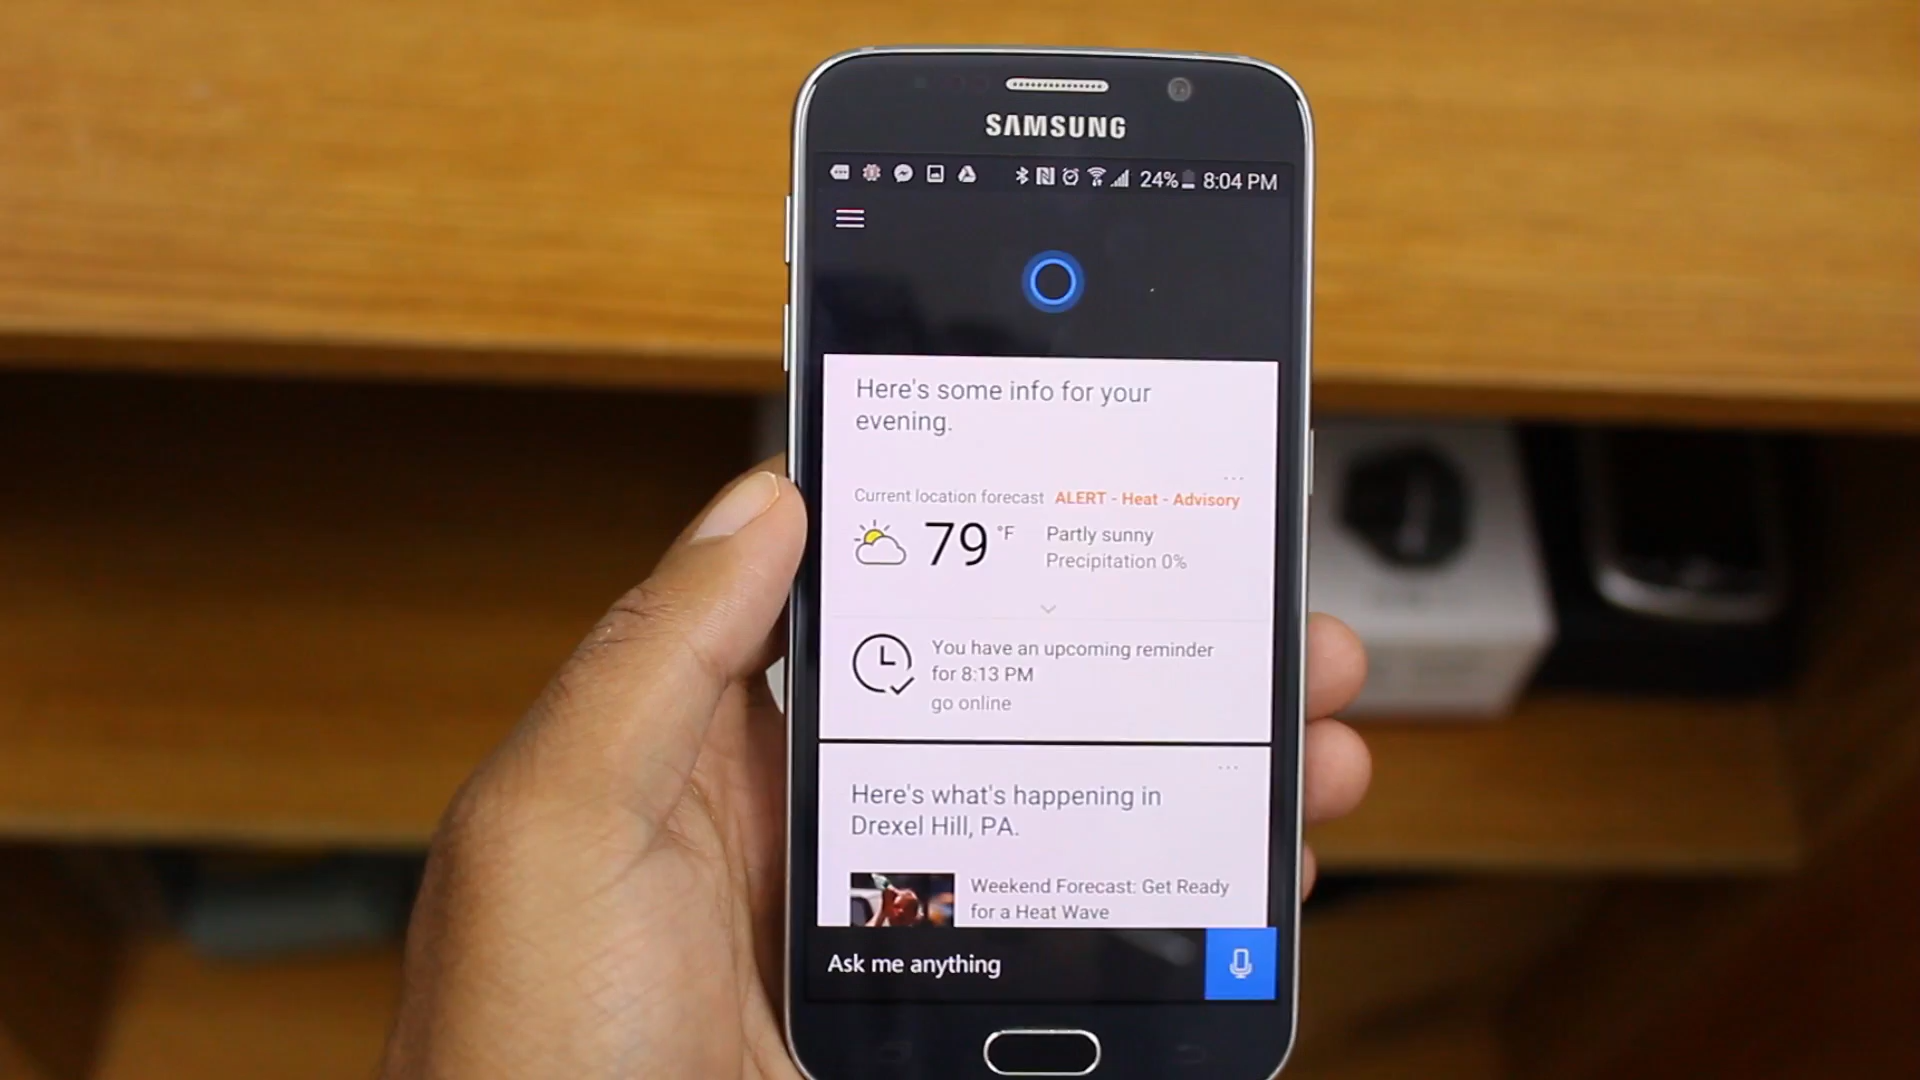 SAMSUNG
24% 8:04 PM
Here's some info for your
evening.
Current location forecast ALERT - Heat - Advisory
79 °F Partly sunny
Precipitation 0%
You have an upcoming reminder
for 8:13 PM
go online
Here's what's happening in
Drexel Hill, PA.
Weekend Forecast: Get Ready
for a Heat Wave
Ask me anything